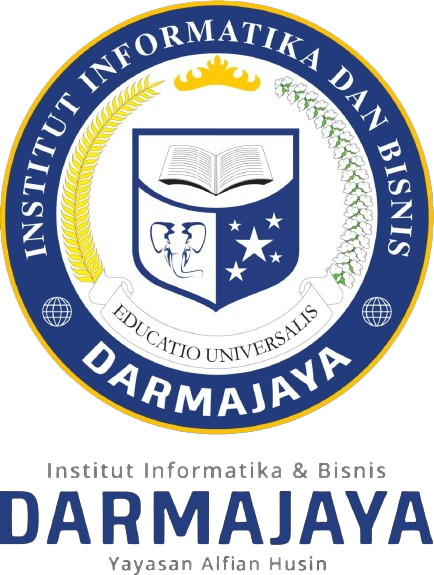 INSTITUT INFORMATIKA DAN BISNIS
EDUCATIO UNIVERSALIS
DARMAJAYA
Institut Informatika & Bisnis
DARMAJAYA
Yayasan Alfian Husin